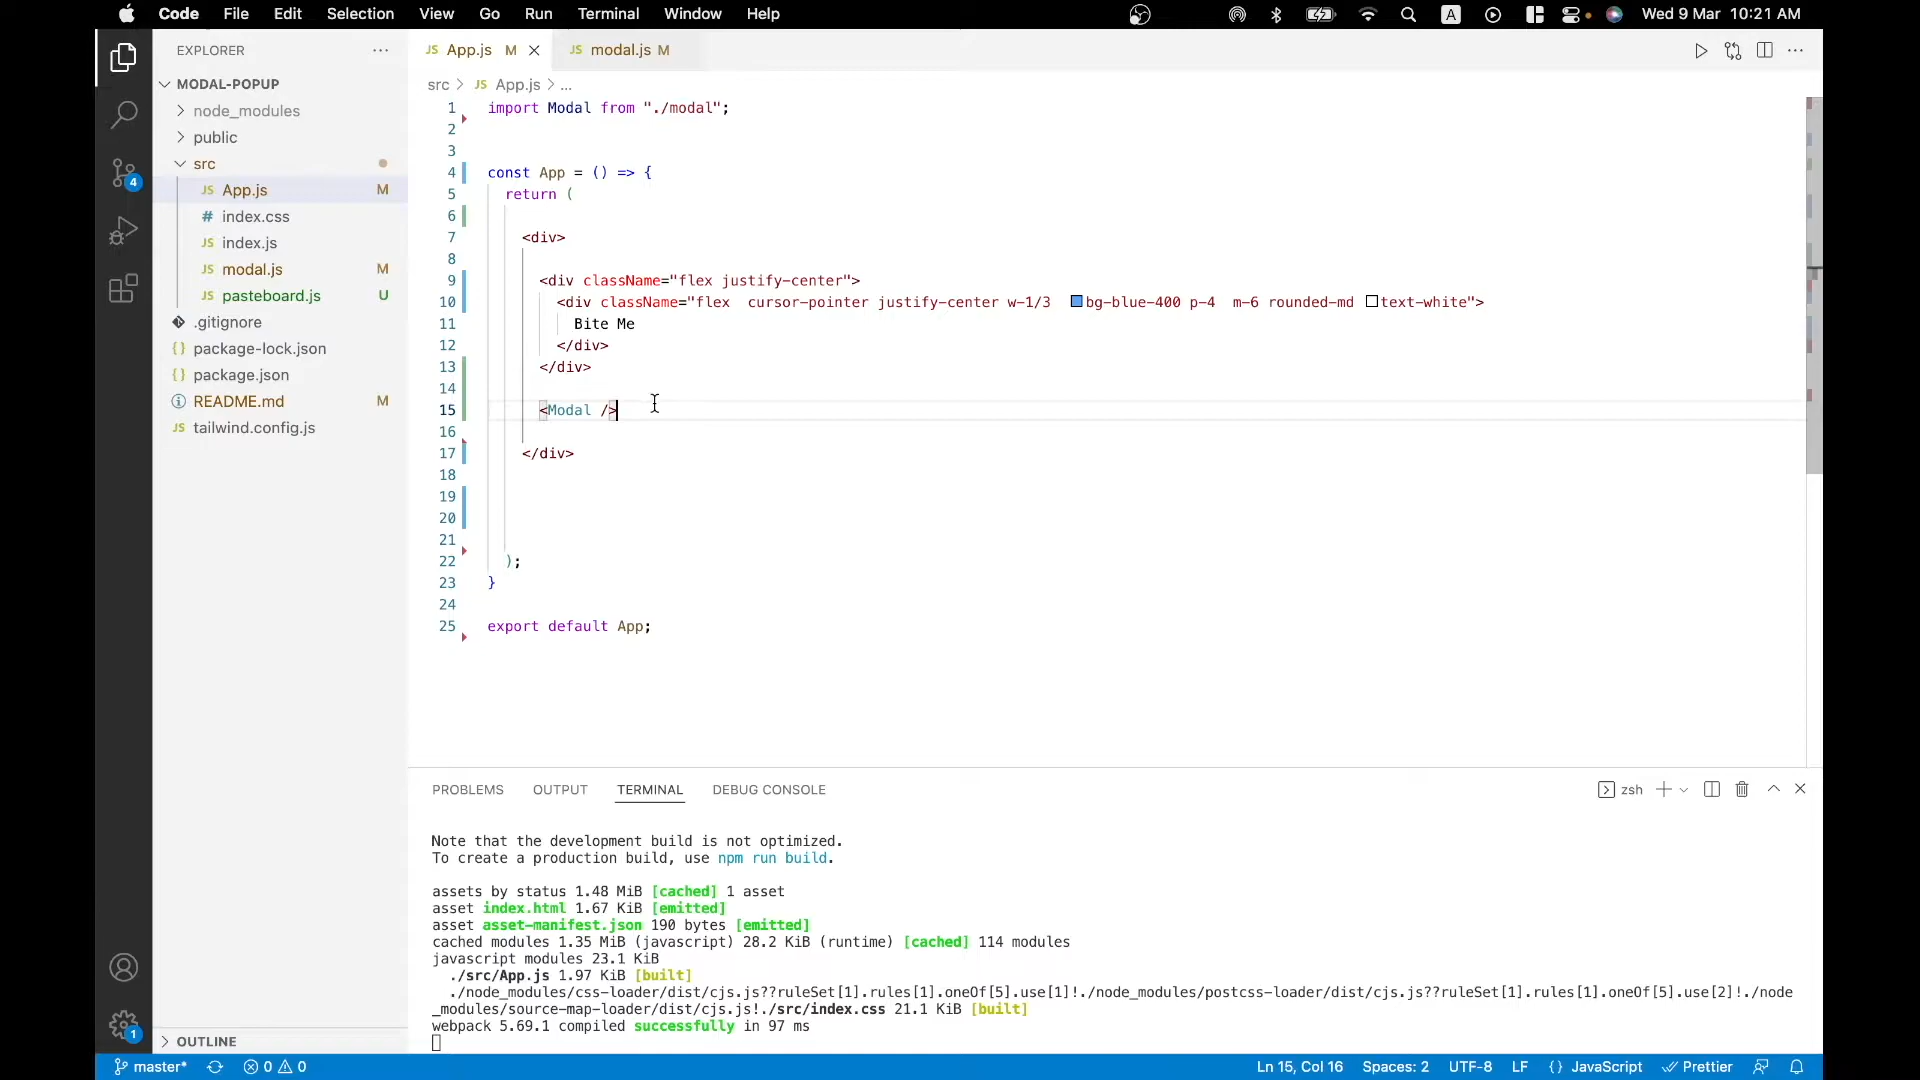 Code File Edit Selection View Go Run Terminal Window Help
A
Wed 9 Mar 10:21 AM
EXPLORER
MODAL-POPUP
node_modules
public
src
JS App.js M
# index.css
JS index.js
JS modal.js M
JS pasteboard.js U
.gitignore
{} package-lock.json
{} package.json
README.md M
JS tailwind.config.js
OUTLINE
4
1
JS App.js M
JS modal.js M
src > JS App.js > ...
1 import Modal from "./modal";
2
3
4 const App = () => {
5 return (
6
7 <div>
8
9 <div className="flex justify-center">
10 <div className="flex  cursor-pointer justify-center w-1/3  bg-blue-400 p-4  m-6 rounded-md text-white">
11 Bite Me
12 </div>
13 </div>
14
15 <Modal />
16
17 </div>
18
19
20
21
22 );
23 }
24
25 export default App;
PROBLEMS OUTPUT TERMINAL DEBUG CONSOLE
zsh
Note that the development build is not optimized.
To create a production build, use npm run build.
assets by status 1.48 MiB [cached] 1 asset
asset index.html 1.67 KiB [emitted]
asset asset-manifest.json 190 bytes [emitted]
cached modules 1.35 MiB (javascript) 28.2 KiB (runtime) [cached] 114 modules
javascript modules 23.1 KiB
./src/App.js 1.97 KiB [built]
./node_modules/css-loader/dist/cjs.js??ruleSet[1].rules[1].oneOf[5].use[1]!./node_modules/postcss-loader/dist/cjs.js??ruleSet[1].rules[1].oneOf[5].use[2]!./node
_modules/source-map-loader/dist/cjs.js!./src/index.css 21.1 KiB [built]
webpack 5.69.1 compiled successfully in 97 ms
master* 0 0
Ln 15, Col 16 Spaces: 2 UTF-8 LF {} JavaScript Prettier